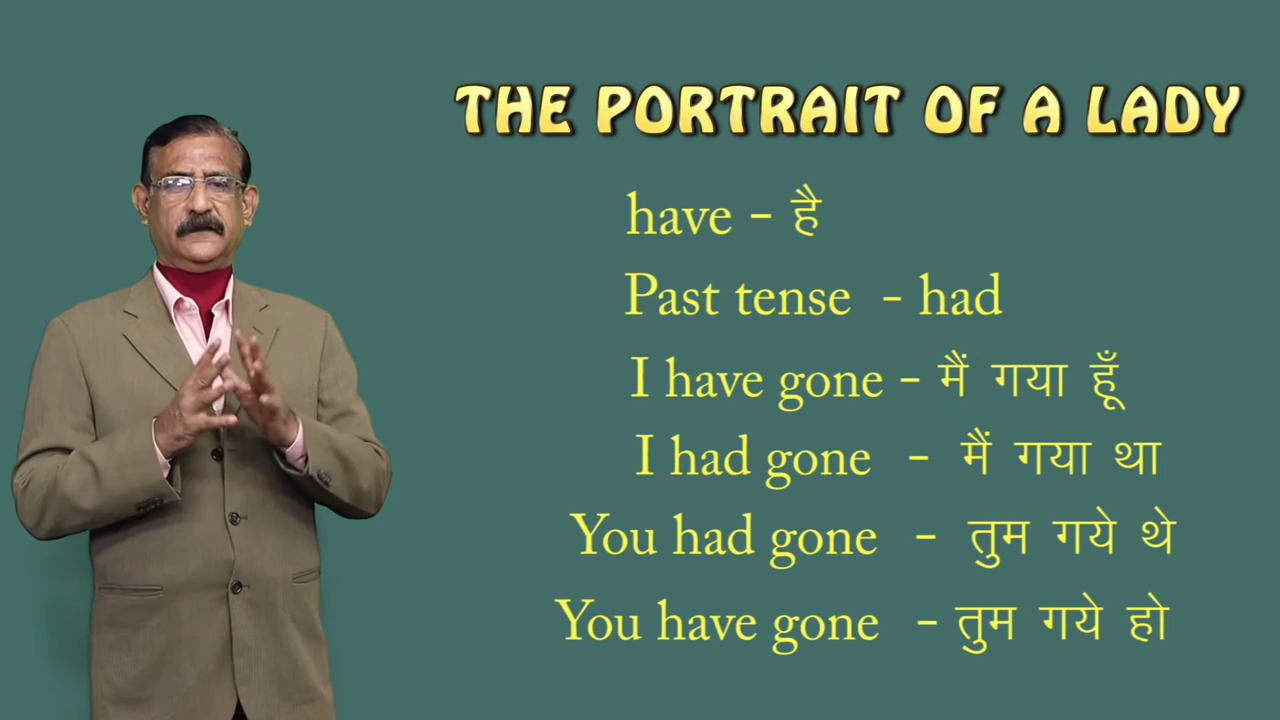 THE PORTRAIT OF A LADY
have - है
Past tense - had
I have gone - मैं गया हूँ
I had gone - मैं गया था
You had gone - तुम गये थे
You have gone - तुम गये हो